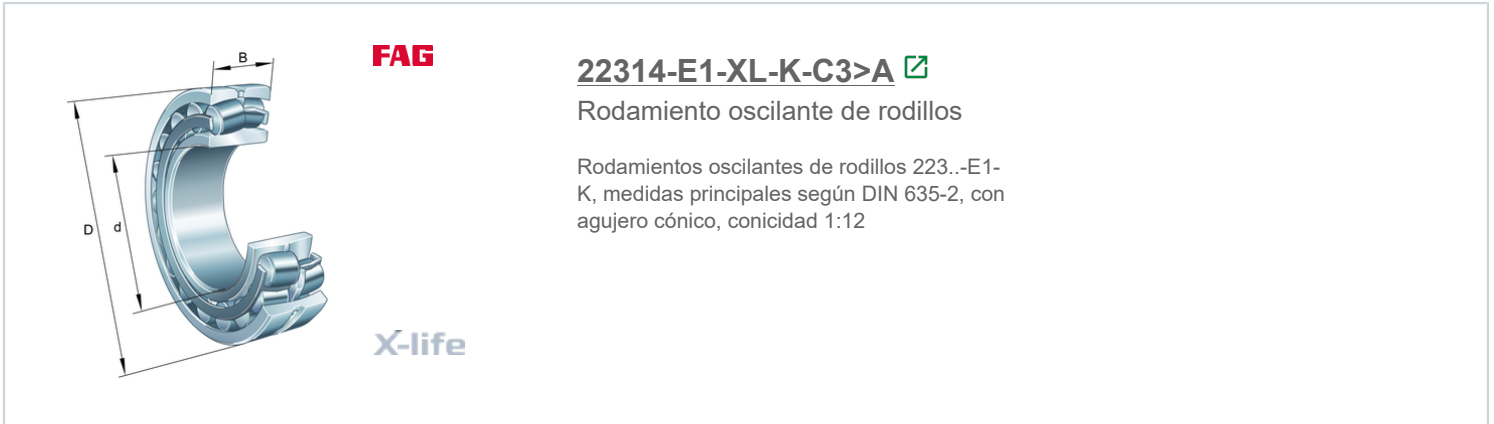 B
FAG
22314-E1-XL-K-C3>A
Rodamiento oscilante de rodillos
Rodamientos oscilantes de rodillos 223..-E1-
K, medidas principales según DIN 635-2, con
agujero cónico, conicidad 1:12
D
d
X-life